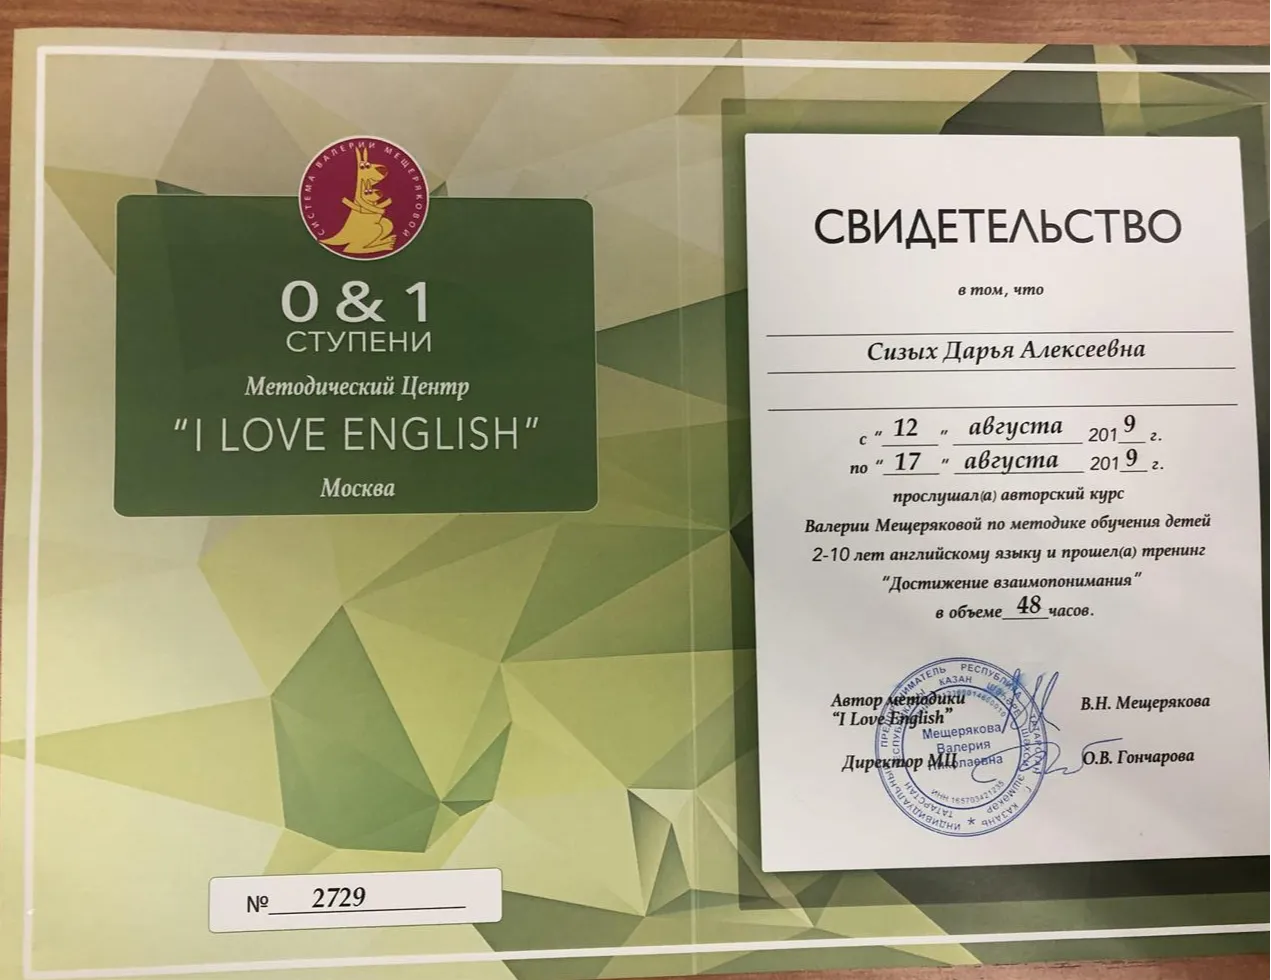 СИСТЕМА ВАЛЕРИИ МЕЩЕРЯКОВОЙ
0 & 1
СТУПЕНИ
Методический Центр
"I LOVE ENGLISH"
Москва
№ 2729
СВИДЕТЕЛЬСТВО
в том, что
Сизых Дарья Алексеевна
с " 12 " августа 2019 г.
по " 17 " августа 2019 г.
прослушал(а) авторский курс
Валерии Мещеряковой по методике обучения детей
2-10 лет английскому языку и прошел(а) тренинг
"Достижение взаимопонимания"
в объеме 48 часов.
Автор методики
"I Love English"
В.Н. Мещерякова
Директор МЦ
О.В. Гончарова
Мещерякова
Валерия
Николаевна